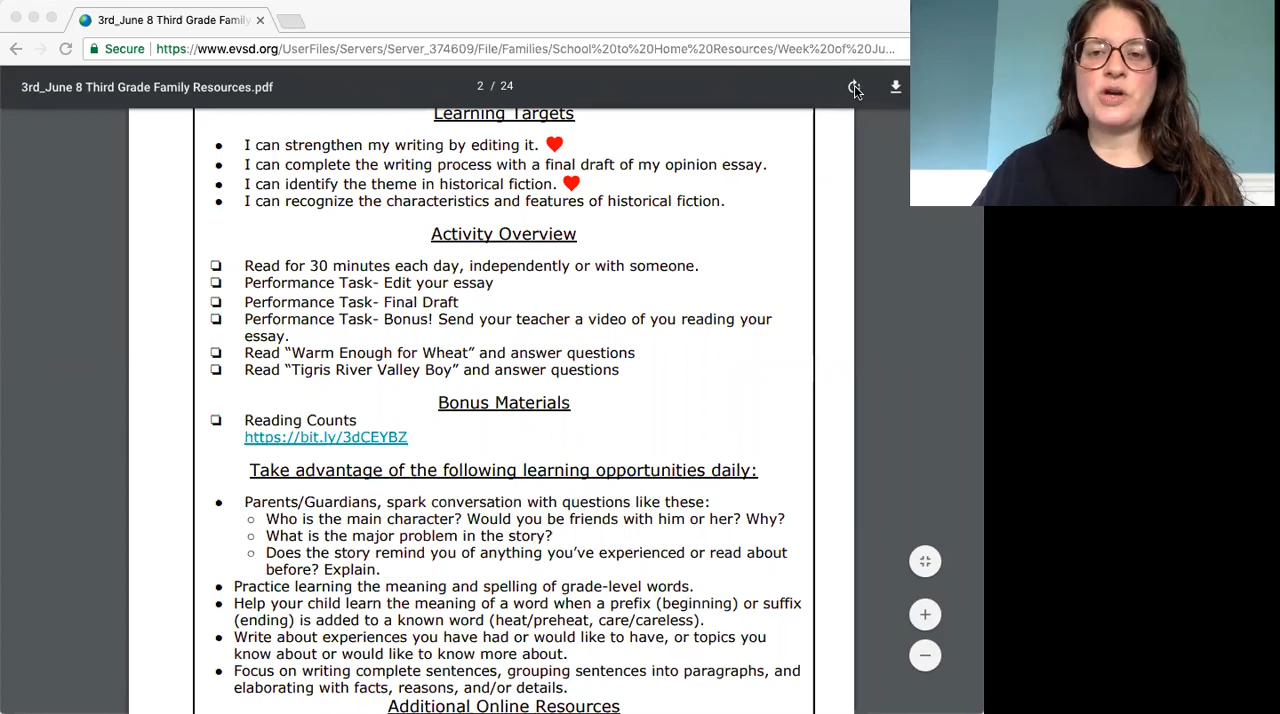 3rd_June 8 Third Grade Family
Secure https://www.evsd.org/UserFiles/Servers/Server_374609/File/Families/School%20to%20Home%20Resources/Week%20of%20Ju...
3rd_June 8 Third Grade Family Resources.pdf 2 / 24
Learning Targets
● I can strengthen my writing by editing it. ♥
● I can complete the writing process with a final draft of my opinion essay.
● I can identify the theme in historical fiction. ♥
● I can recognize the characteristics and features of historical fiction.
Activity Overview
❏ Read for 30 minutes each day, independently or with someone.
❏ Performance Task- Edit your essay
❏ Performance Task- Final Draft
❏ Performance Task- Bonus! Send your teacher a video of you reading your
essay.
❏ Read “Warm Enough for Wheat” and answer questions
❏ Read “Tigris River Valley Boy” and answer questions
Bonus Materials
❏ Reading Counts
https://bit.ly/3dCEYBZ
Take advantage of the following learning opportunities daily:
● Parents/Guardians, spark conversation with questions like these:
○ Who is the main character? Would you be friends with him or her? Why?
○ What is the major problem in the story?
○ Does the story remind you of anything you’ve experienced or read about
before? Explain.
● Practice learning the meaning and spelling of grade-level words.
● Help your child learn the meaning of a word when a prefix (beginning) or suffix
(ending) is added to a known word (heat/preheat, care/careless).
● Write about experiences you have had or would like to have, or topics you
know about or would like to know more about.
● Focus on writing complete sentences, grouping sentences into paragraphs, and
elaborating with facts, reasons, and/or details.
Additional Online Resources